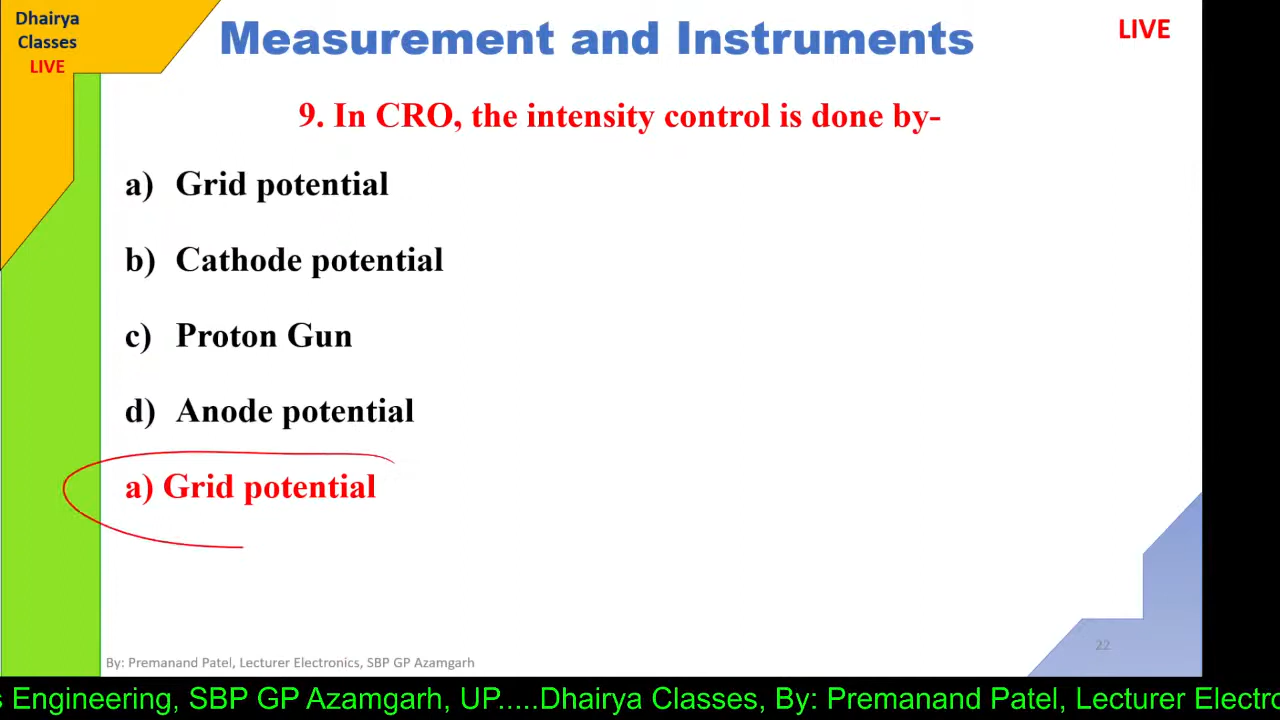 Dhairya
Classes
LIVE
Measurement and Instruments
LIVE
9. In CRO, the intensity control is done by-
a) Grid potential
b) Cathode potential
c) Proton Gun
d) Anode potential
a) Grid potential
22
By: Premanand Patel, Lecturer Electronics, SBP GP Azamgarh
s Engineering, SBP GP Azamgarh, UP.....Dhairya Classes, By: Premanand Patel, Lecturer Electro